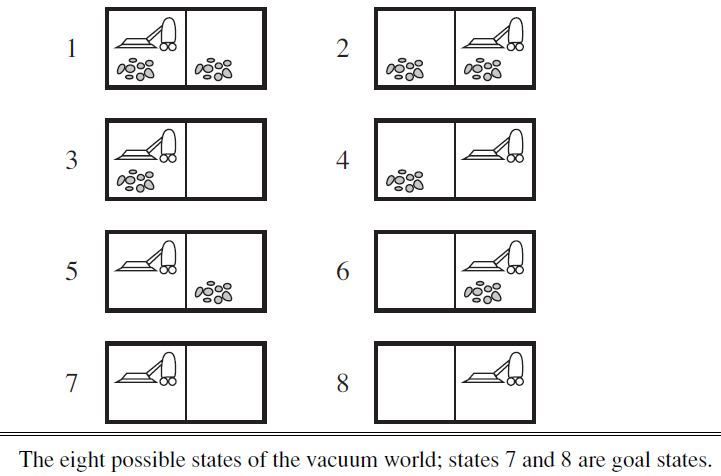 1 2
3 4
5 6
7 8
The eight possible states of the vacuum world; states 7 and 8 are goal states.